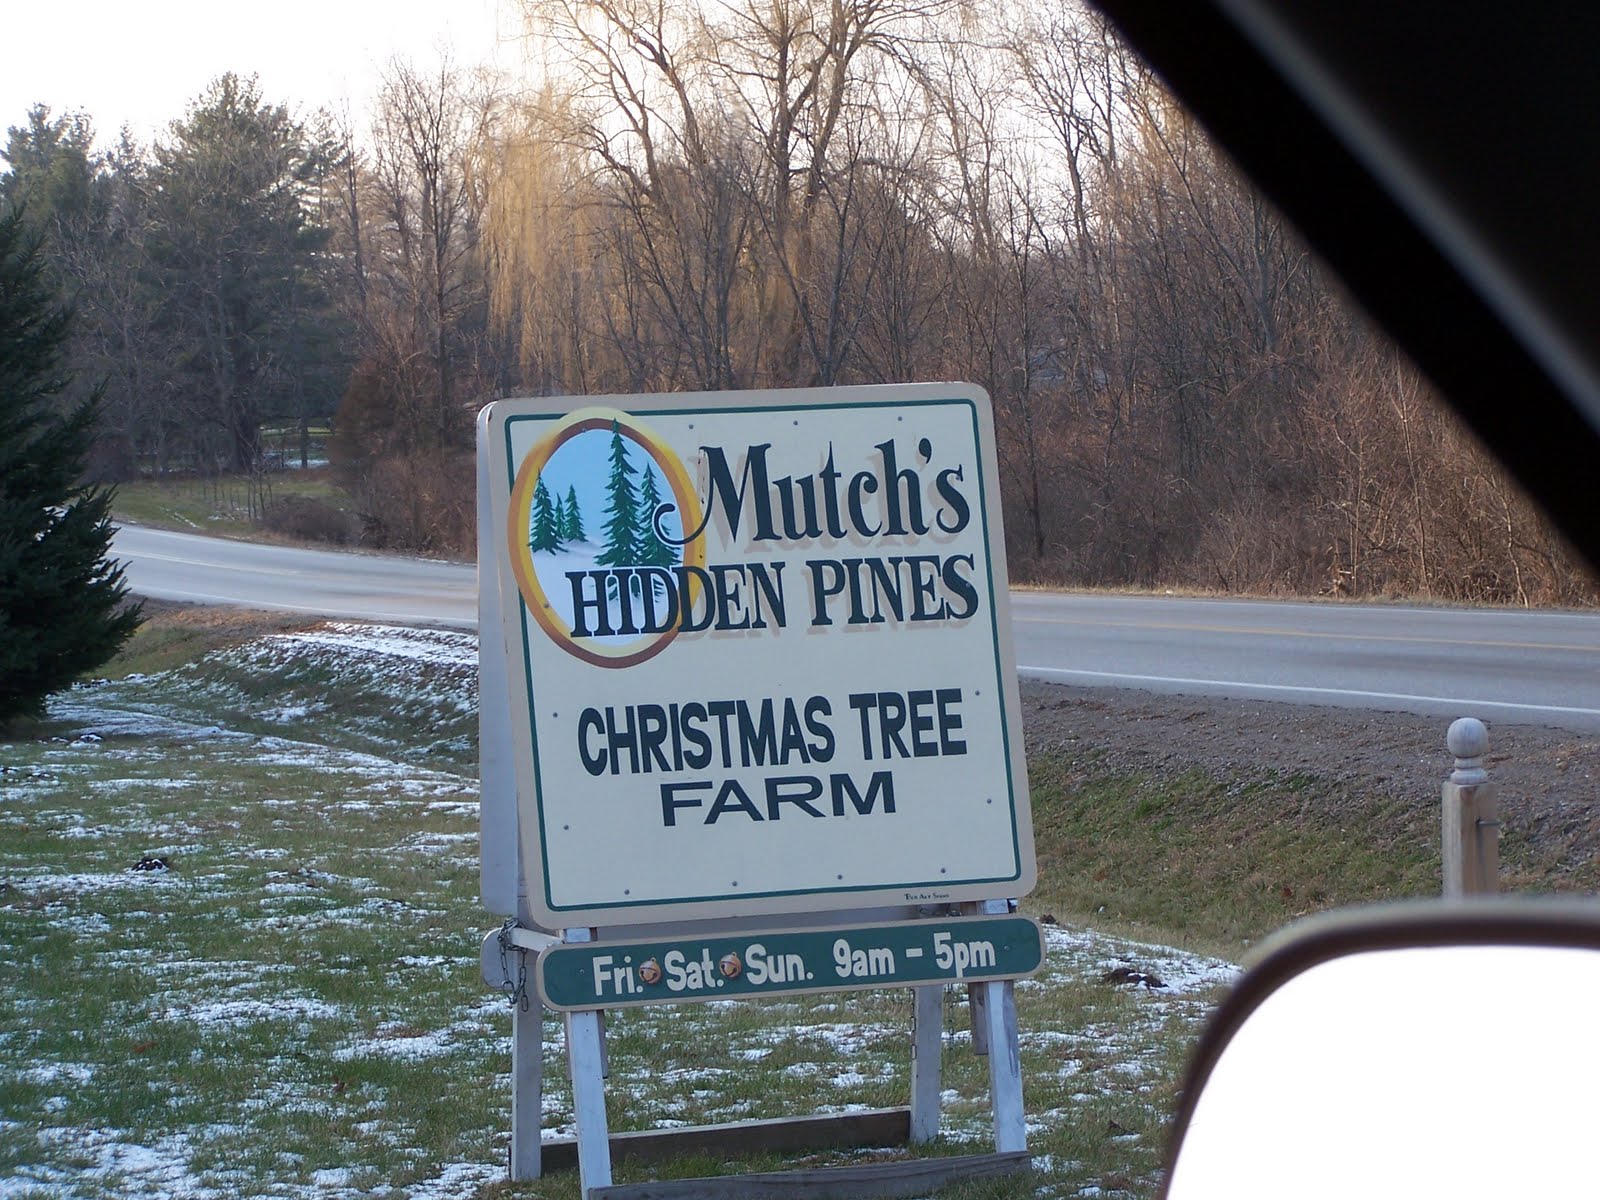 Mutch's
HIDDEN PINES
CHRISTMAS TREE
FARM
Fri. Sat. Sun. 9am - 5pm